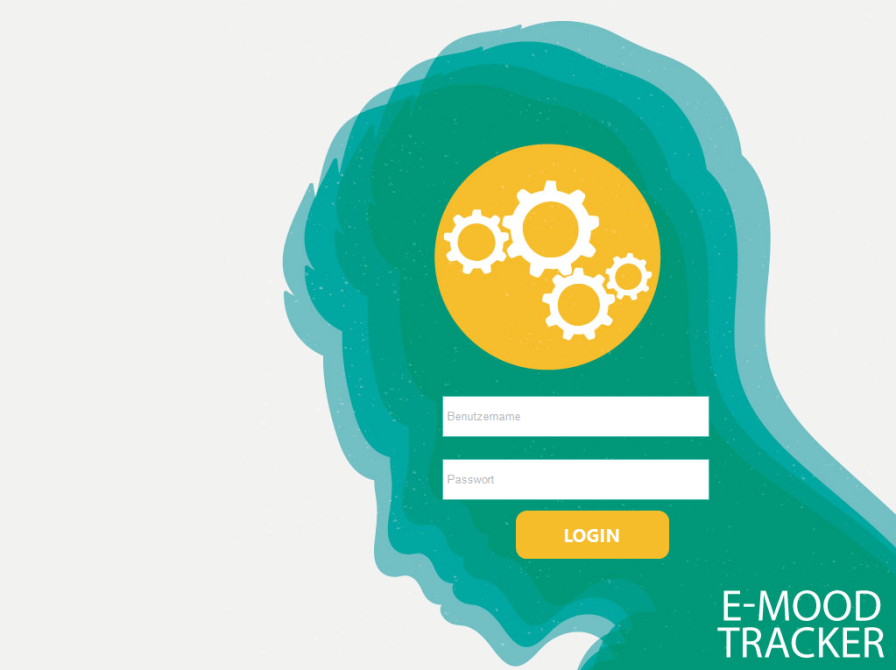 Benutzername
Passwort
LOGIN
E-MOOD
TRACKER